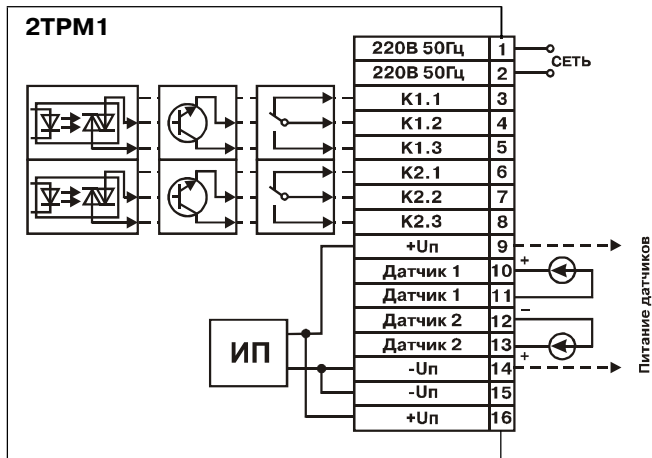 2ТРМ1
220В 50Гц 1
220В 50Гц 2
СЕТЬ
К1.1 3
К1.2 4
К1.3 5
К2.1 6
К2.2 7
К2.3 8
+Uп 9
Датчик 1 10 +
Датчик 1 11
Датчик 2 12 −
Датчик 2 13
-Uп 14 +
-Uп 15
+Uп 16
ИП
Питание датчиков